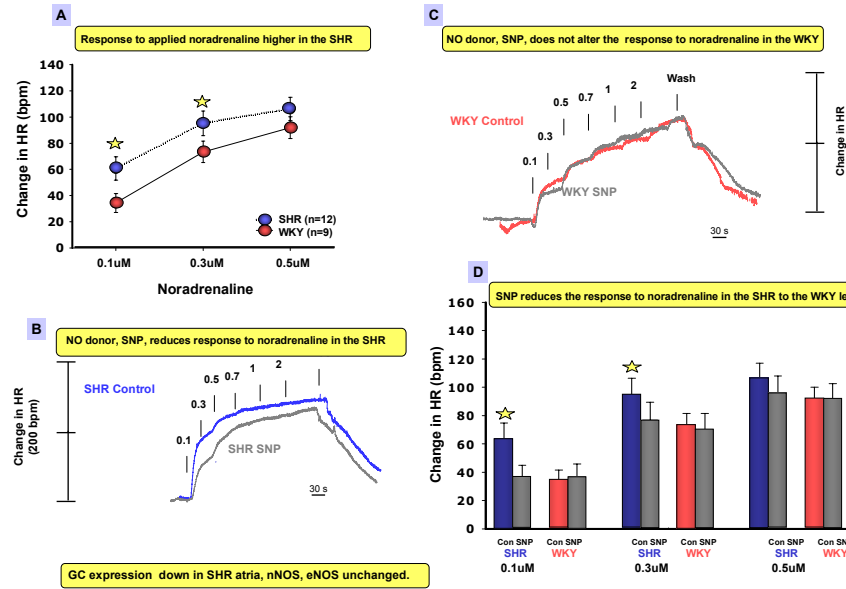 A
Response to applied noradrenaline higher in the SHR
140
120
100
80
60
40
20
0
Change in HR (bpm)
SHR (n=12)
WKY (n=9)
0.1uM 0.3uM 0.5uM
Noradrenaline
B
NO donor, SNP, reduces response to noradrenaline in the SHR
SHR Control
0.1
0.3
0.5
0.7
1
2
SHR SNP
Change in HR
(200 bpm)
30 s
GC expression down in SHR atria, nNOS, eNOS unchanged.
C
NO donor, SNP, does not alter the response to noradrenaline in the WKY
Wash
WKY Control
0.1
0.3
0.5
0.7
1
2
WKY SNP
Change in HR
30 s
D
SNP reduces the response to noradrenaline in the SHR to the WKY le
160
140
120
100
80
60
40
20
0
Change in HR (bpm)
Con SNP Con SNP Con SNP Con SNP Con SNP Con SNP
SHR WKY SHR WKY SHR WKY
0.1uM 0.3uM 0.5uM